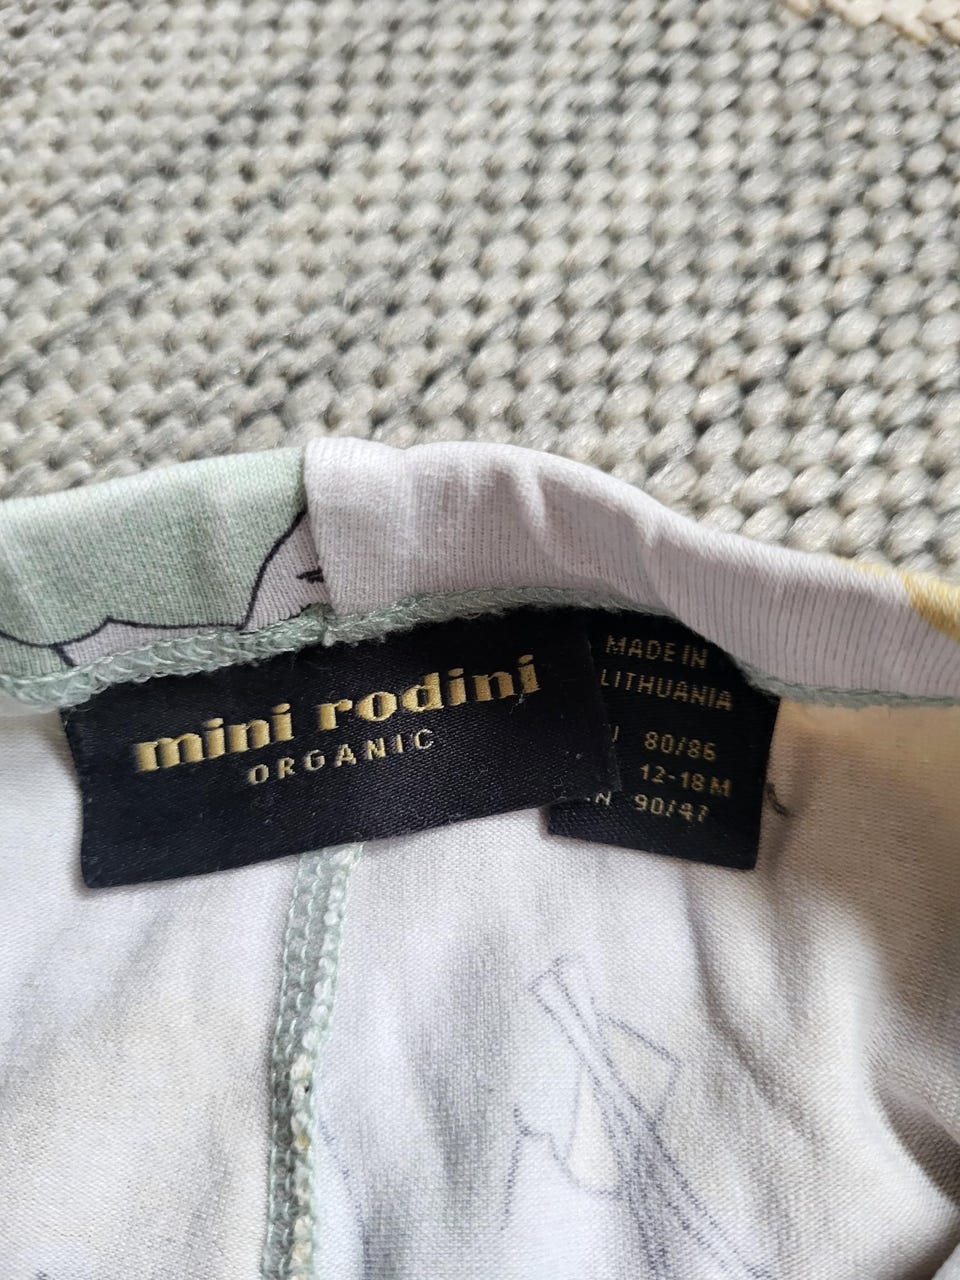 mini rodini
ORGANIC
MADE IN
LITHUANIA
80/86
12-18M
90/47